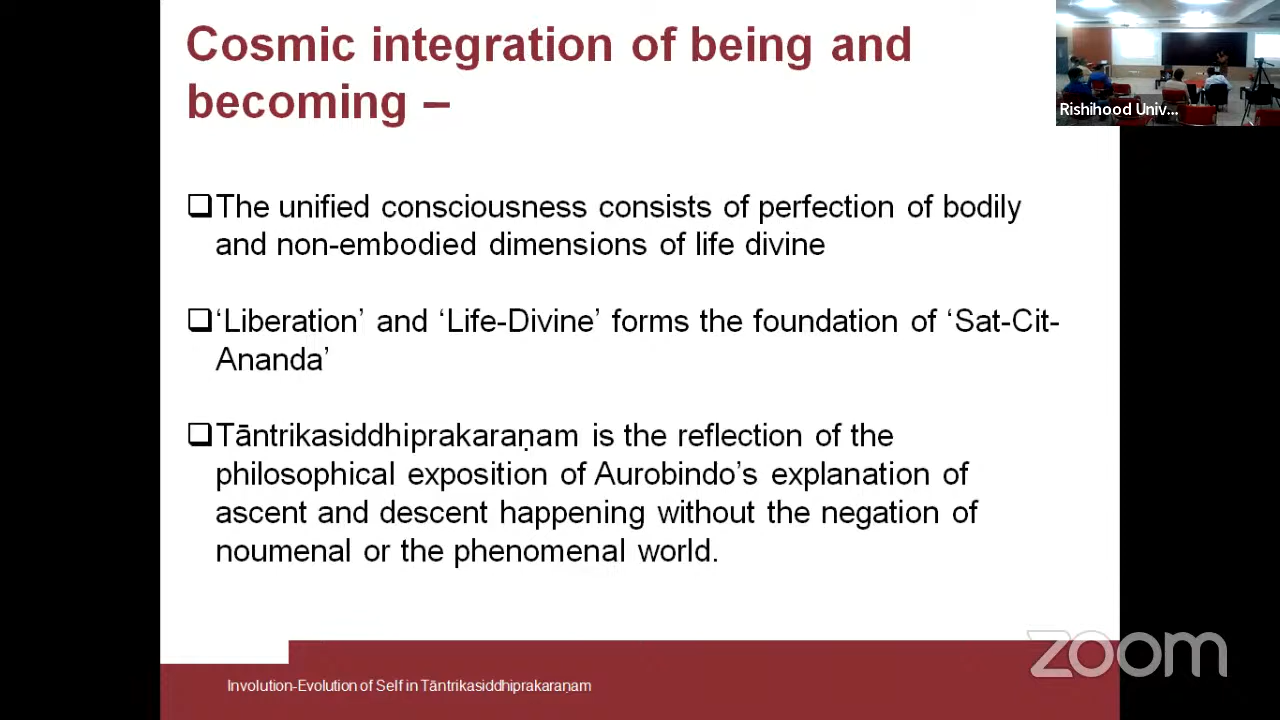 Cosmic integration of being and
becoming –
Rishihood Univ...
❑The unified consciousness consists of perfection of bodily
and non-embodied dimensions of life divine
❑‘Liberation’ and ‘Life-Divine’ forms the foundation of ‘Sat-Cit-
Ananda’
❑Tāntrikasiddhiprakaraṇam is the reflection of the
philosophical exposition of Aurobindo’s explanation of
ascent and descent happening without the negation of
noumenal or the phenomenal world.
zoom
Involution-Evolution of Self in Tāntrikasiddhiprakaraṇam